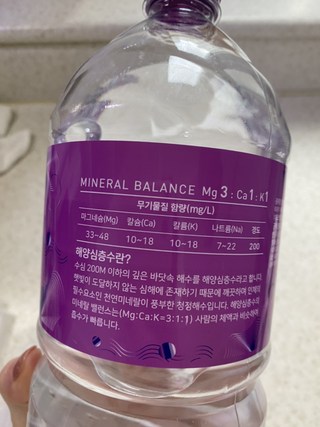 MINERAL BALANCE Mg 3 : Ca 1 : K 1
무기물질 함량(mg/L)
마그네슘(Mg) 칼슘(Ca) 칼륨(K) 나트륨(Na) 경도
33~48 10~18 10~18 7~22 200
해양심층수란?
수심 200M 이하의 깊은 바닷속 해수를 해양심층수라고 합니다.
햇빛이 도달하지 않는 심해에 존재하기 때문에 깨끗하며 인체의
필수요소인 천연미네랄이 풍부한 청정해수입니다. 해양심층수의
미네랄 밸런스는(Mg:Ca:K=3:1:1) 사람의 체액과 비슷하여
흡수가 빠릅니다.